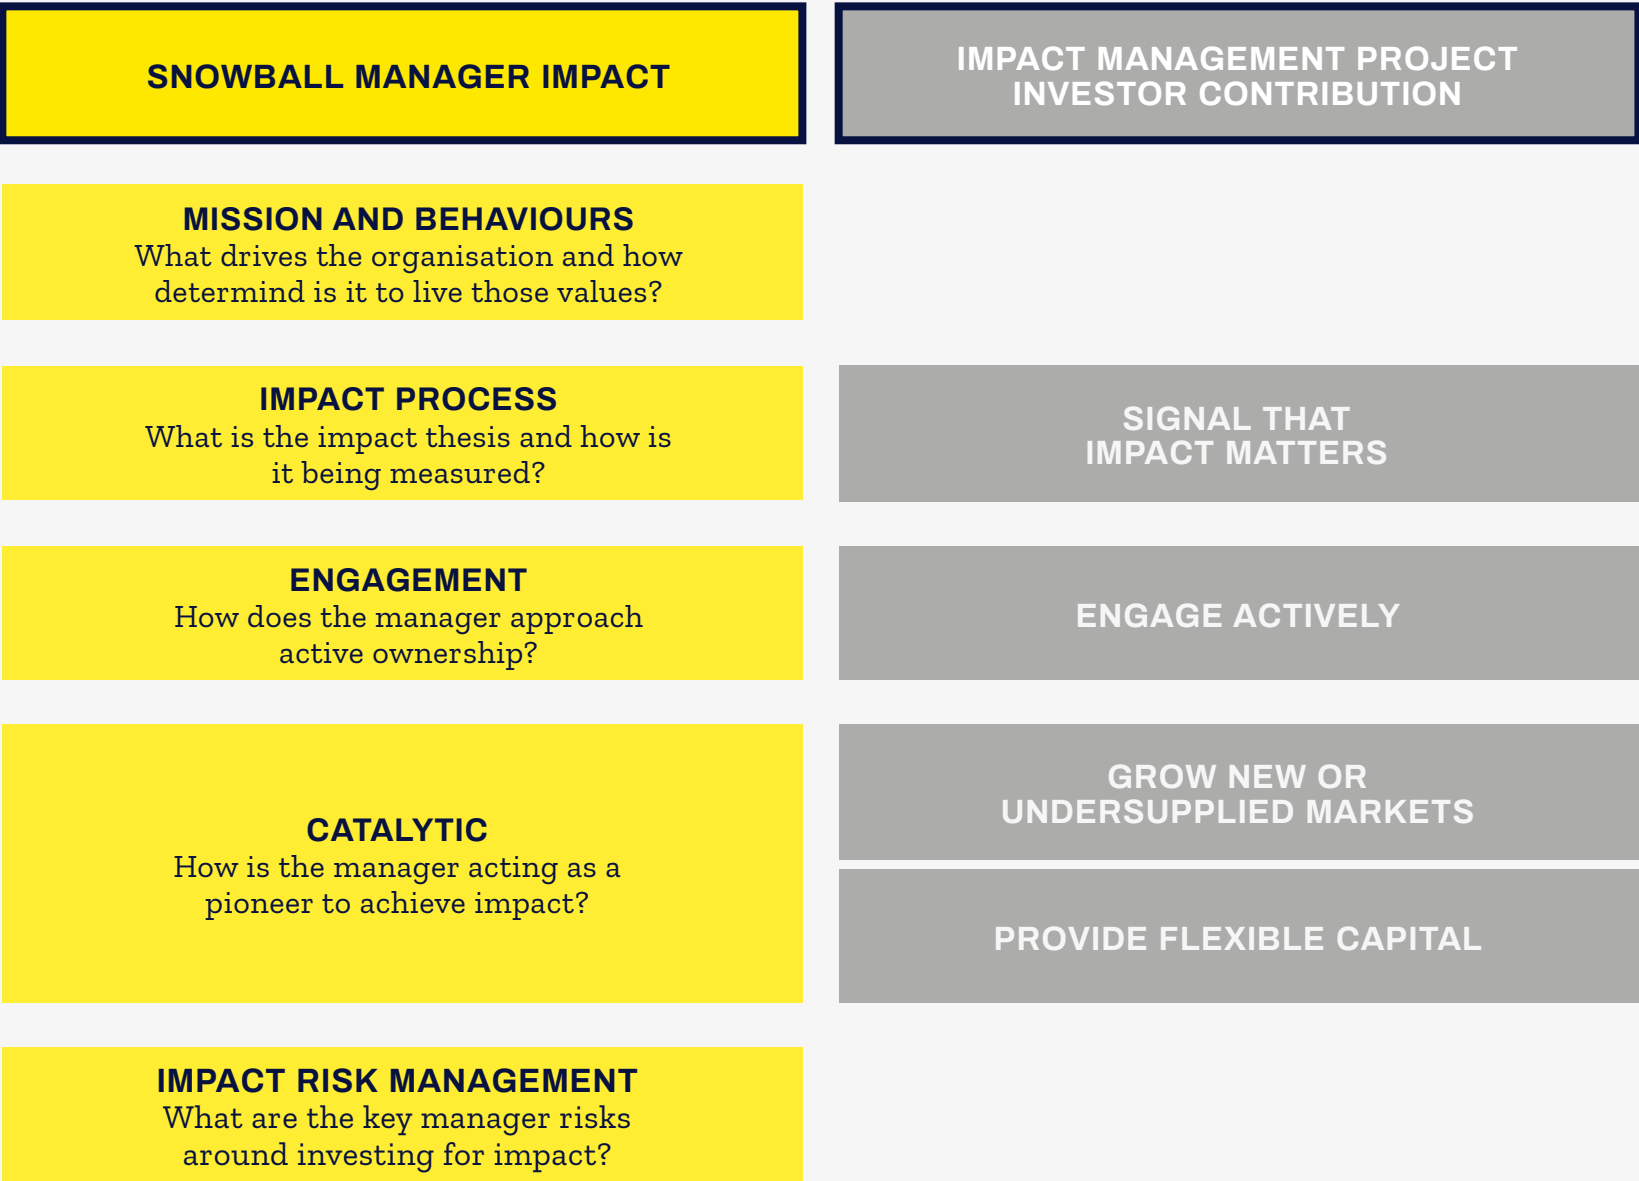 SNOWBALL MANAGER IMPACT
IMPACT MANAGEMENT PROJECT
INVESTOR CONTRIBUTION
MISSION AND BEHAVIOURS
What drives the organisation and how
determind is it to live those values?
IMPACT PROCESS
What is the impact thesis and how is
it being measured?
SIGNAL THAT
IMPACT MATTERS
ENGAGEMENT
How does the manager approach
active ownership?
ENGAGE ACTIVELY
CATALYTIC
How is the manager acting as a
pioneer to achieve impact?
GROW NEW OR
UNDERSUPPLIED MARKETS
PROVIDE FLEXIBLE CAPITAL
IMPACT RISK MANAGEMENT
What are the key manager risks
around investing for impact?